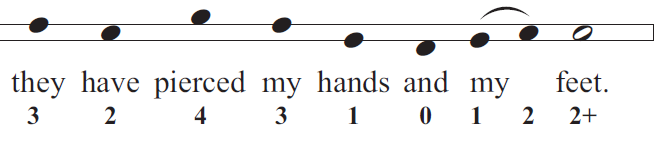 they have pierced my hands and my feet.
3 2 4 3 1 0 1 2 2+